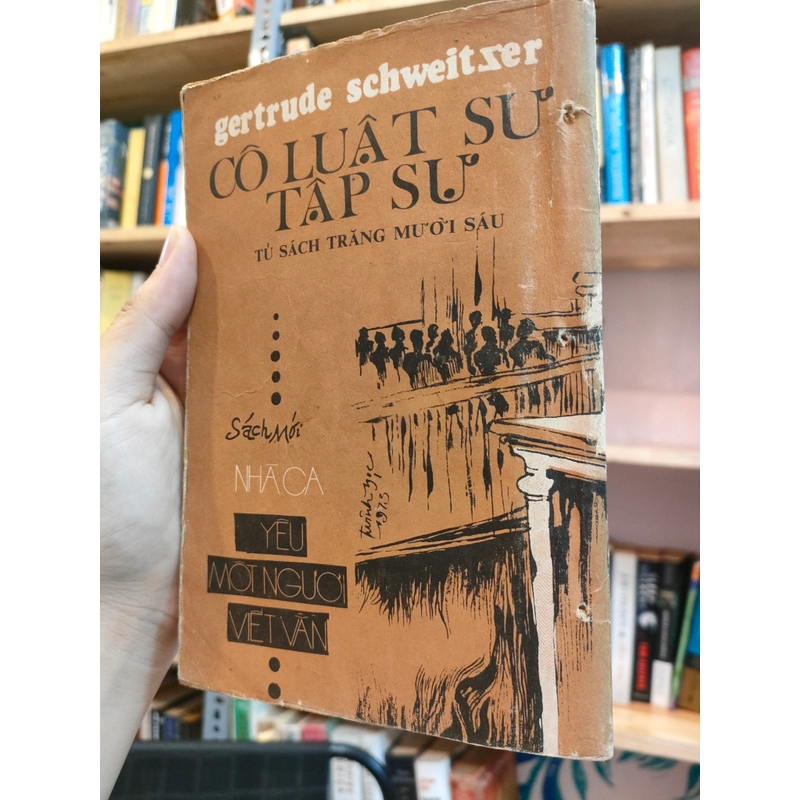 gertrude schweitzer
CÔ LUẬT SƯ
TẬP SỰ
TỦ SÁCH TRĂNG MƯỜI SÁU
Sách Mới
NHÃ CA
YÊU
MỘT NGƯỜI
VIẾT VĂN
1973